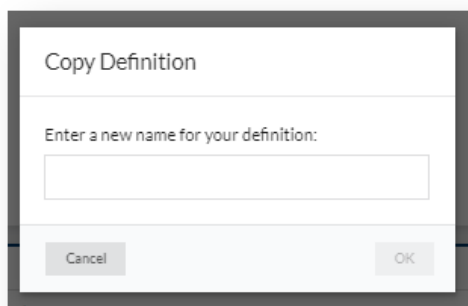 Copy Definition
Enter a new name for your definition:
Cancel
OK